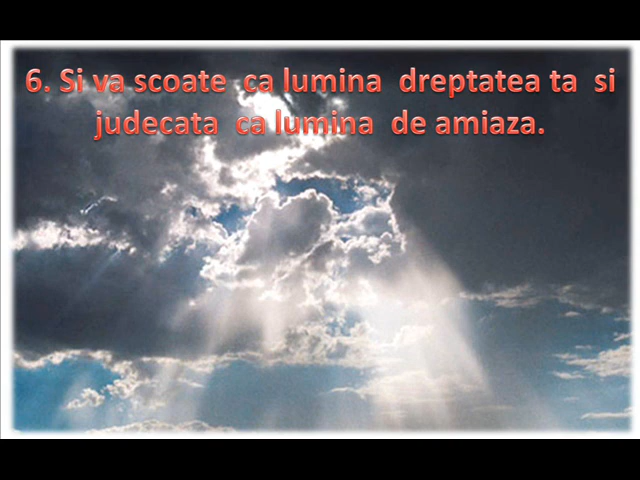 6. Si va scoate ca lumina dreptatea ta si
judecata ca lumina de amiaza.